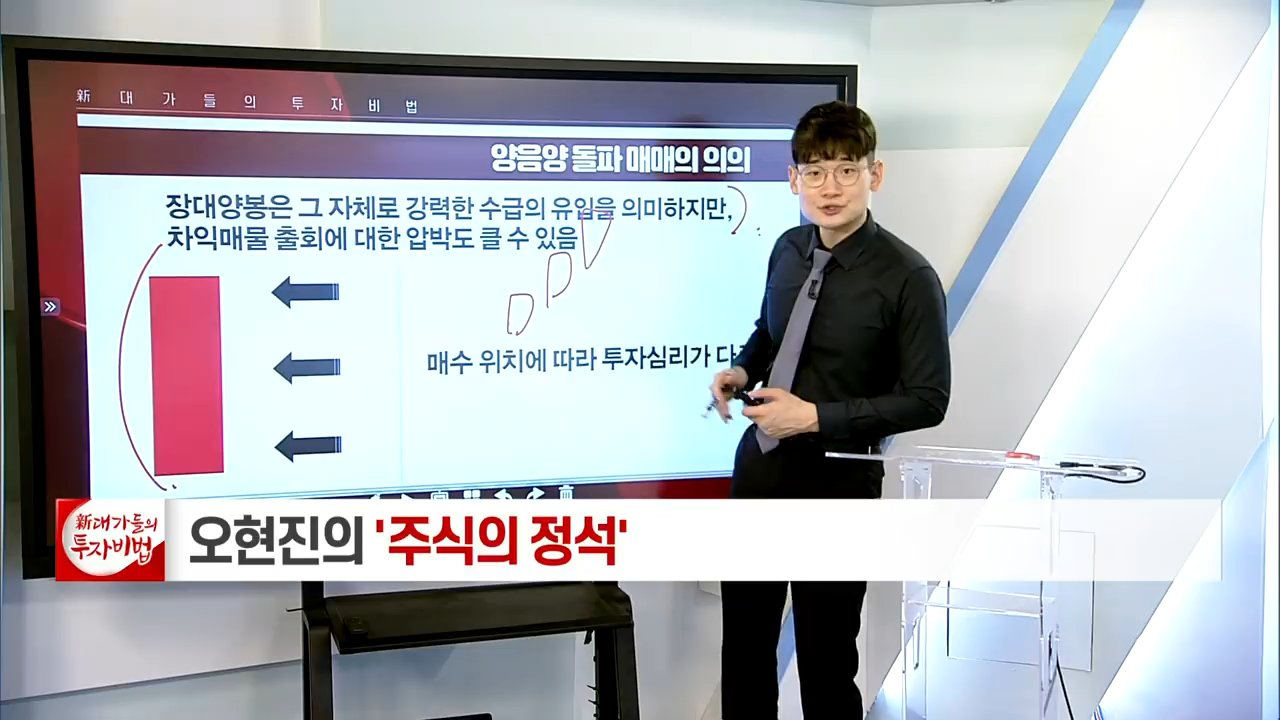 新 대 가 들 의 투 자 비 법
양음양 돌파 매매의 의의
장대양봉은 그 자체로 강력한 수급의 유입을 의미하지만,
차익매물 출회에 대한 압박도 클 수 있음
매수 위치에 따라 투자심리가
新대가들의
투자비법
오현진의 '주식의 정석'